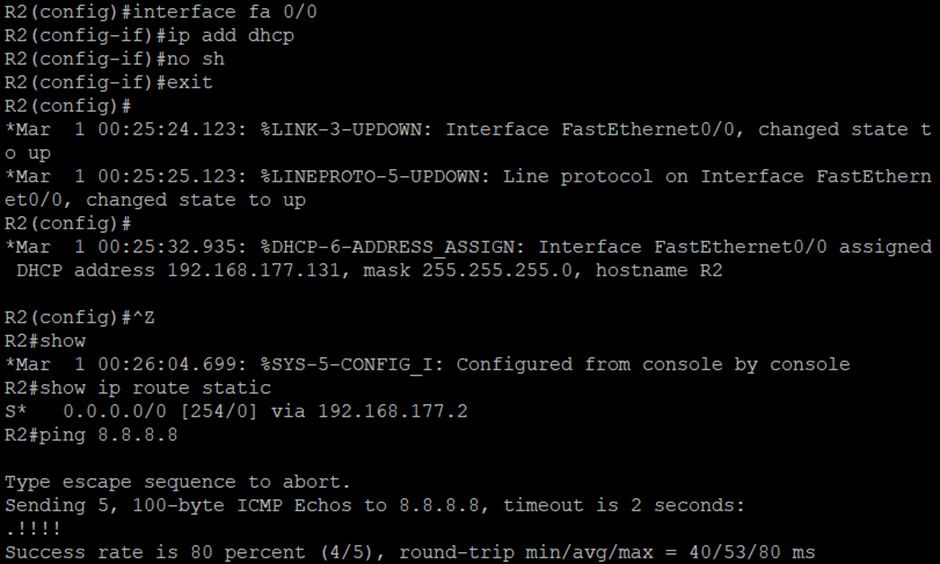 R2(config)#interface fa 0/0
R2(config-if)#ip add dhcp
R2(config-if)#no sh
R2(config-if)#exit
R2(config)#
*Mar  1 00:25:24.123: %LINK-3-UPDOWN: Interface FastEthernet0/0, changed state t
o up
*Mar  1 00:25:25.123: %LINEPROTO-5-UPDOWN: Line protocol on Interface FastEthern
et0/0, changed state to up
R2(config)#
*Mar  1 00:25:32.935: %DHCP-6-ADDRESS_ASSIGN: Interface FastEthernet0/0 assigned
 DHCP address 192.168.177.131, mask 255.255.255.0, hostname R2

R2(config)#^Z
R2#show
*Mar  1 00:26:04.699: %SYS-5-CONFIG_I: Configured from console by console
R2#show ip route static
S*   0.0.0.0/0 [254/0] via 192.168.177.2
R2#ping 8.8.8.8

Type escape sequence to abort.
Sending 5, 100-byte ICMP Echos to 8.8.8.8, timeout is 2 seconds:
.!!!!
Success rate is 80 percent (4/5), round-trip min/avg/max = 40/53/80 ms